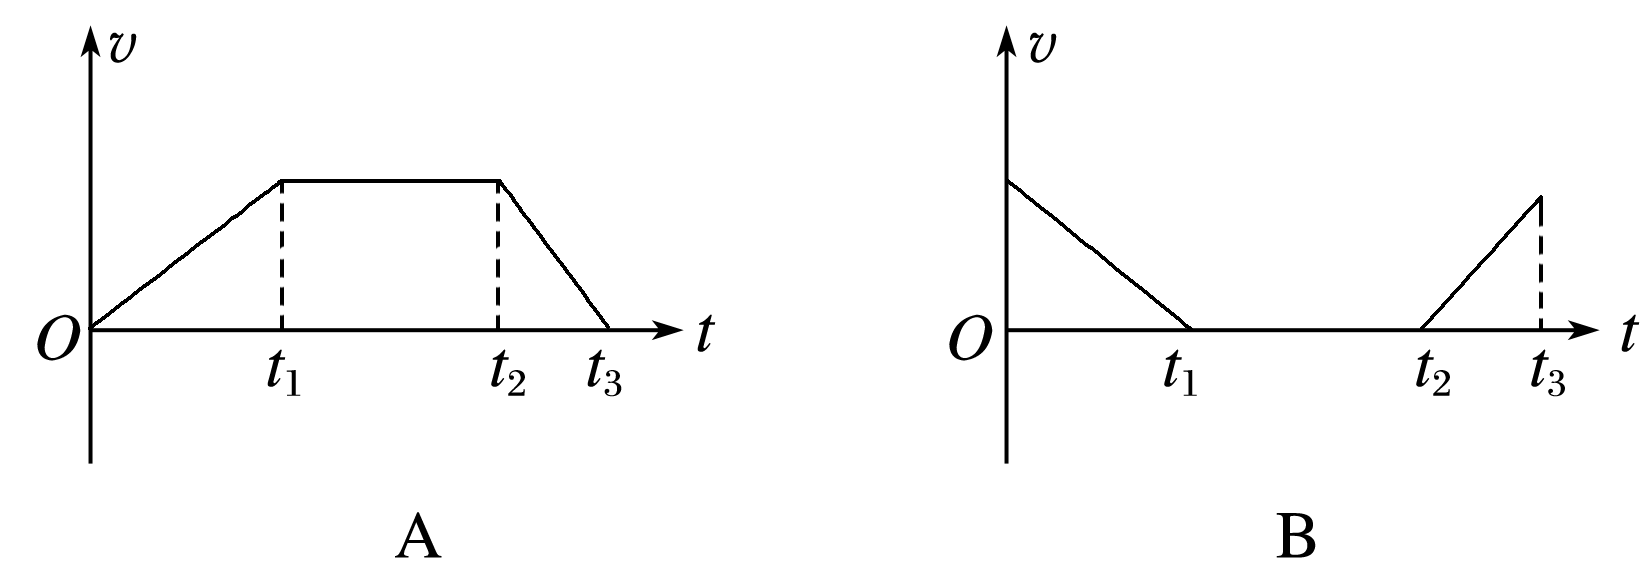 v v
O t₁ t₂ t₃ t O t₁ t₂ t₃ t
A B